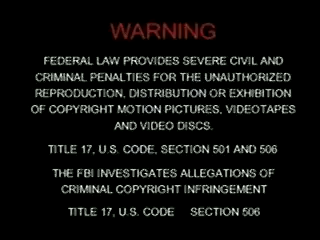 WARNING
FEDERAL LAW PROVIDES SEVERE CIVIL AND
CRIMINAL PENALTIES FOR THE UNAUTHORIZED
REPRODUCTION, DISTRIBUTION OR EXHIBITION
OF COPYRIGHT MOTION PICTURES, VIDEOTAPES
AND VIDEO DISCS.
TITLE 17, U.S. CODE, SECTION 501 AND 506
THE FBI INVESTIGATES ALLEGATIONS OF
CRIMINAL COPYRIGHT INFRINGEMENT
TITLE 17, U.S. CODE SECTION 506